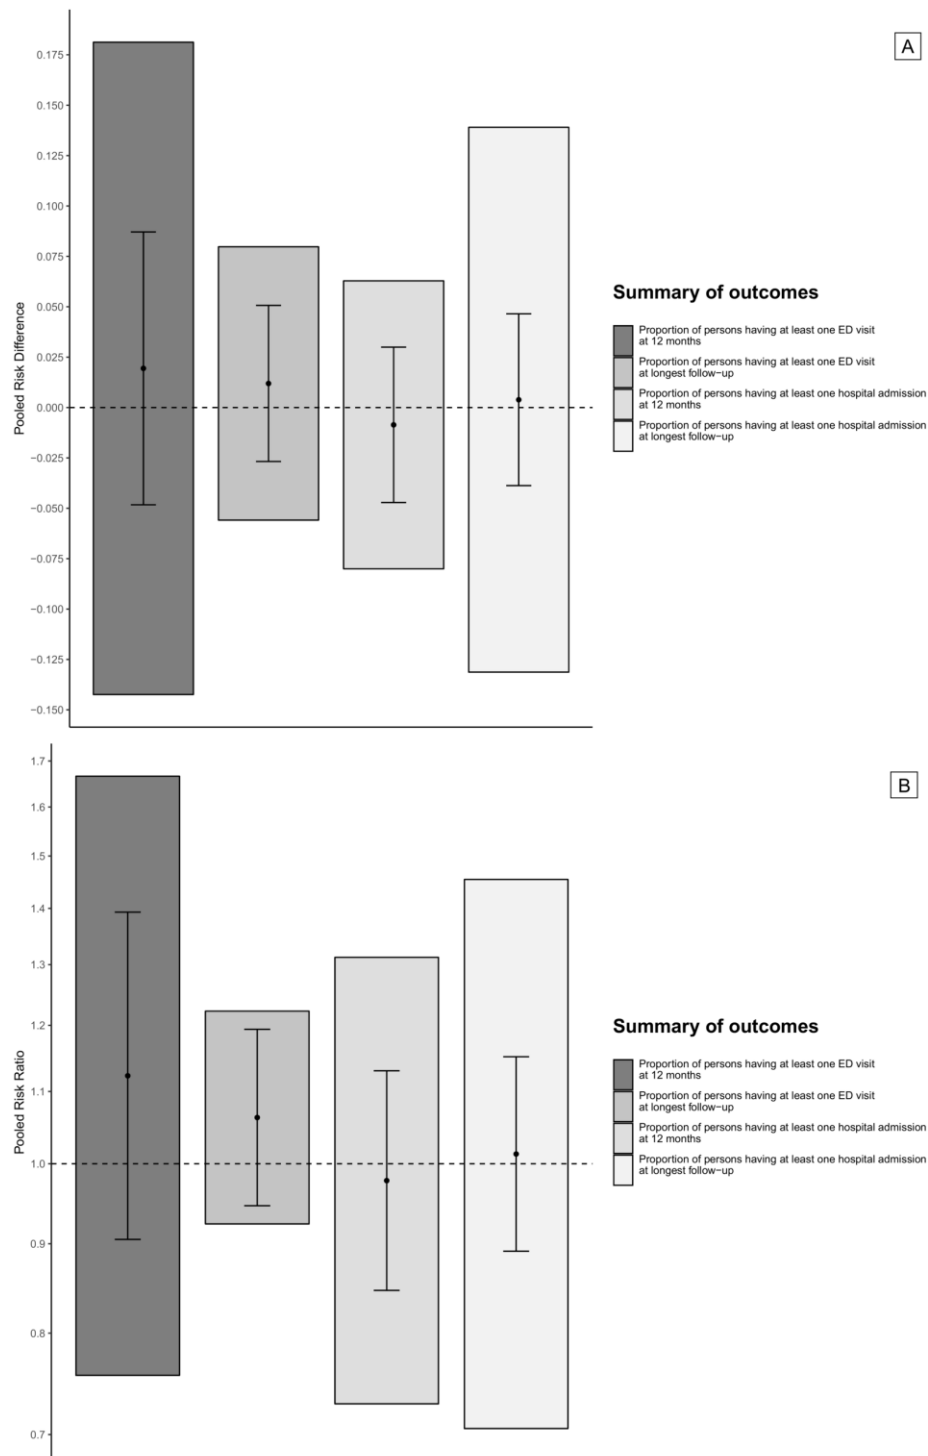 A
0.175
0.150
0.125
0.100
0.075
0.050
0.025
0.000
−0.025
−0.050
−0.075
−0.100
−0.125
−0.150
Pooled Risk Difference
Summary of outcomes
Proportion of persons having at least one ED visit
at 12 months
Proportion of persons having at least one ED visit
at longest follow−up
Proportion of persons having at least one hospital admission
at 12 months
Proportion of persons having at least one hospital admission
at longest follow−up
B
1.7
1.6
1.5
1.4
1.3
1.2
1.1
1.0
0.9
0.8
0.7
Pooled Risk Ratio
Summary of outcomes
Proportion of persons having at least one ED visit
at 12 months
Proportion of persons having at least one ED visit
at longest follow−up
Proportion of persons having at least one hospital admission
at 12 months
Proportion of persons having at least one hospital admission
at longest follow−up